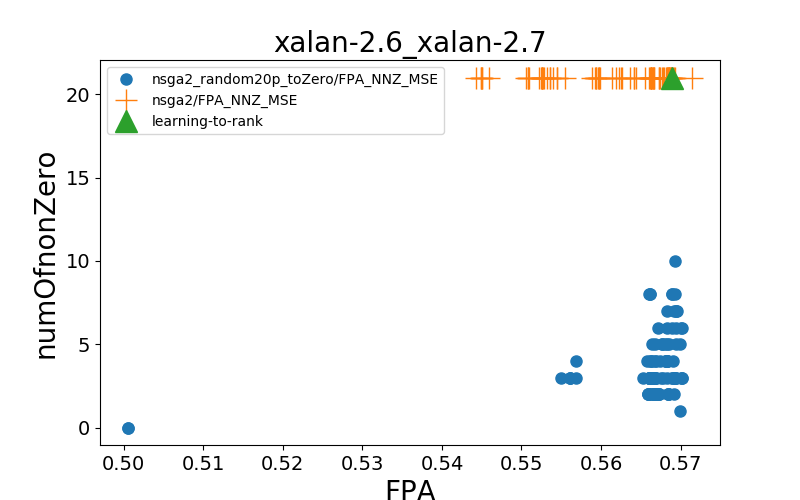 xalan-2.6_xalan-2.7
nsga2_random20p_toZero/FPA_NNZ_MSE
nsga2/FPA_NNZ_MSE
learning-to-rank
numOfnonZero
20
15
10
5
0
0.50 0.51 0.52 0.53 0.54 0.55 0.56 0.57
FPA